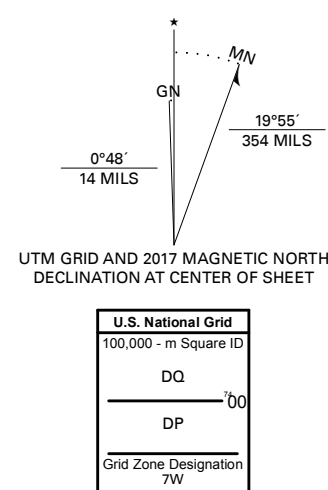 ★
MN
GN
19°55´
354 MILS
0°48´
14 MILS
UTM GRID AND 2017 MAGNETIC NORTH
DECLINATION AT CENTER OF SHEET
U.S. National Grid
100,000 - m Square ID
DQ
7400
DP
Grid Zone Designation
7W